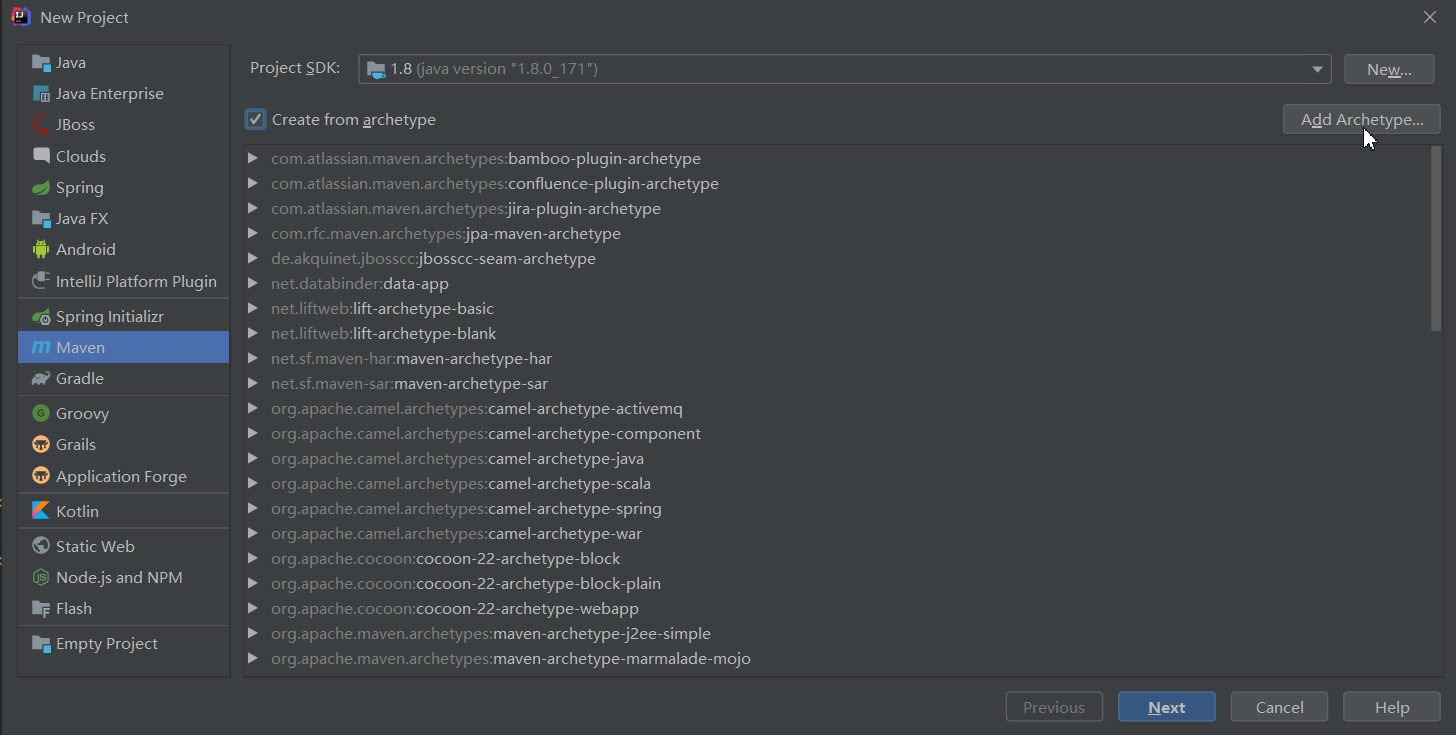 New Project
Java
Java Enterprise
JBoss
Clouds
Spring
Java FX
Android
IntelliJ Platform Plugin
Spring Initializr
Maven
Gradle
Groovy
Grails
Application Forge
Kotlin
Static Web
Node.js and NPM
Flash
Empty Project
Project SDK: 1.8 (java version "1.8.0_171") New...
Create from archetype Add Archetype...
com.atlassian.maven.archetypes:bamboo-plugin-archetype
com.atlassian.maven.archetypes:confluence-plugin-archetype
com.atlassian.maven.archetypes:jira-plugin-archetype
com.rfc.maven.archetypes:jpa-maven-archetype
de.akquinet.jbosscc:jbosscc-seam-archetype
net.databinder:data-app
net.liftweb:lift-archetype-basic
net.liftweb:lift-archetype-blank
net.sf.maven-har:maven-archetype-har
net.sf.maven-sar:maven-archetype-sar
org.apache.camel.archetypes:camel-archetype-activemq
org.apache.camel.archetypes:camel-archetype-component
org.apache.camel.archetypes:camel-archetype-java
org.apache.camel.archetypes:camel-archetype-scala
org.apache.camel.archetypes:camel-archetype-spring
org.apache.camel.archetypes:camel-archetype-war
org.apache.cocoon:cocoon-22-archetype-block
org.apache.cocoon:cocoon-22-archetype-block-plain
org.apache.cocoon:cocoon-22-archetype-webapp
org.apache.maven.archetypes:maven-archetype-j2ee-simple
org.apache.maven.archetypes:maven-archetype-marmalade-mojo
Previous Next Cancel Help